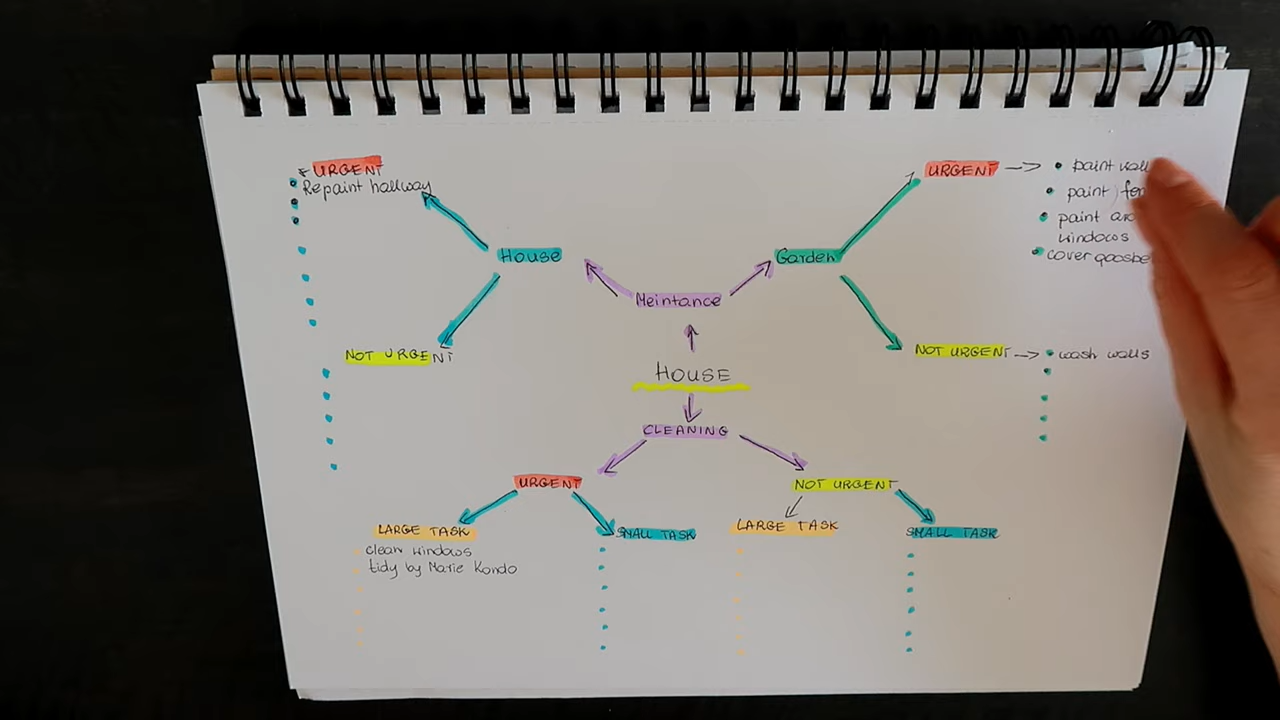 URGENT
Repaint hallway
House
NOT URGENT
Meintance
Garden
URGENT
paint
paint
paint
windows
cover
NOT URGENT
wash walls
HOUSE
CLEANING
URGENT
LARGE TASK
clean windows
tidy by Marie Kondo
SMALL TASK
NOT URGENT
LARGE TASK
SMALL TASK